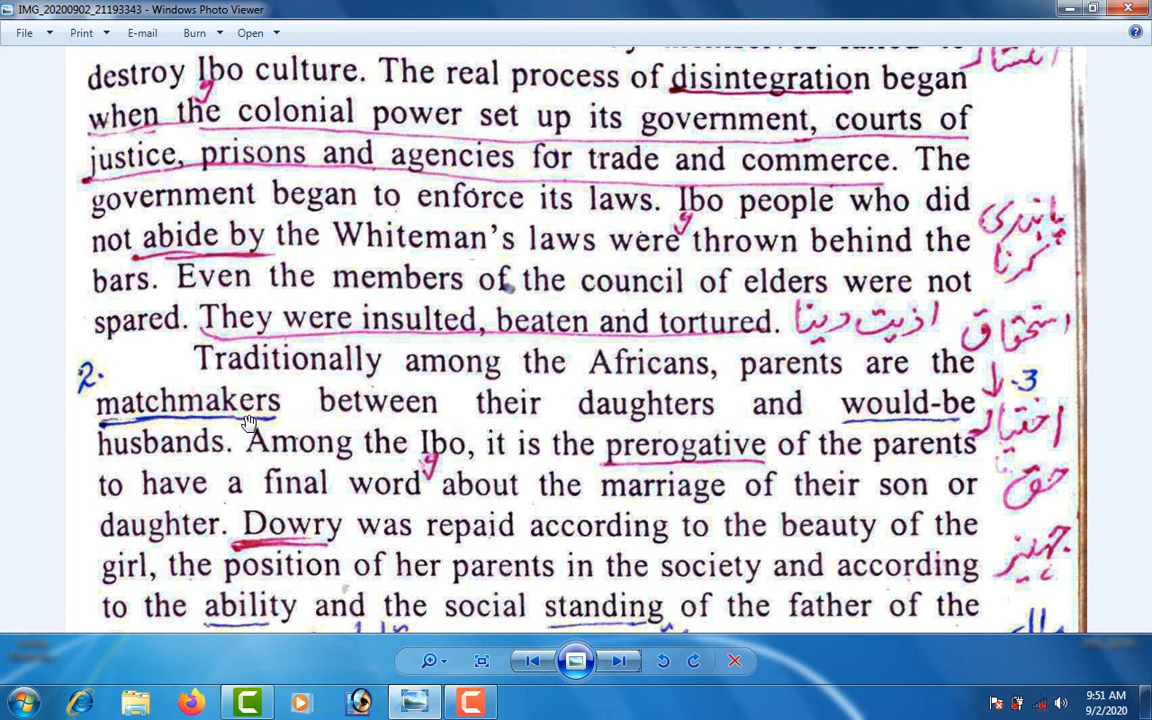 IMG_20200902_21193343 - Windows Photo Viewer
File Print E-mail Burn Open
destroy Ibo culture. The real process of disintegration began
when the colonial power set up its government, courts of
justice, prisons and agencies for trade and commerce. The
government began to enforce its laws. Ibo people who did
not abide by the Whiteman's laws were thrown behind the
پابندی
کرنا
bars. Even the members of the council of elders were not
spared. They were insulted, beaten and tortured. اذیت دینا
استحقاق
Traditionally among the Africans, parents are the
2.
3
matchmakers between their daughters and would-be
اختیار
husbands. Among the Ibo, it is the prerogative of the parents
حق
to have a final word about the marriage of their son or
daughter. Dowry was repaid according to the beauty of the
جہیز
girl, the position of her parents in the society and according
to the ability and the social standing of the father of the
9:51 AM
9/2/2020